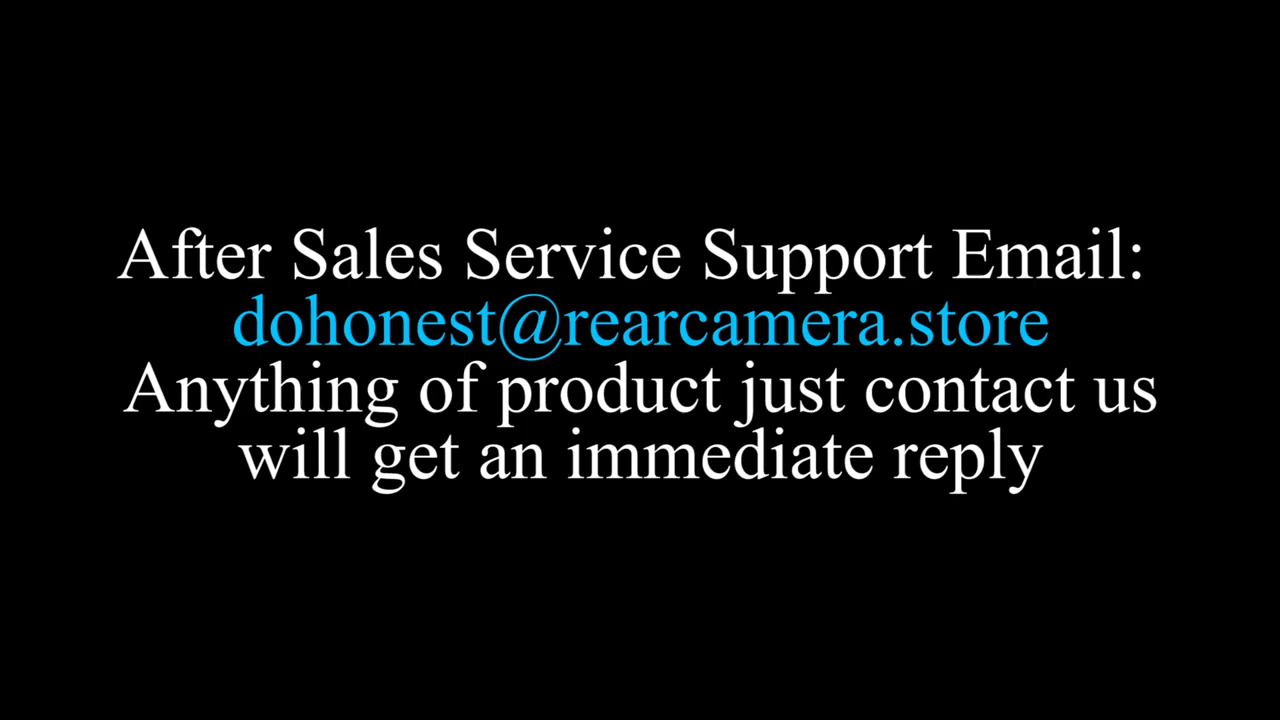 After Sales Service Support Email:
dohonest@rearcamera.store
Anything of product just contact us
will get an immediate reply